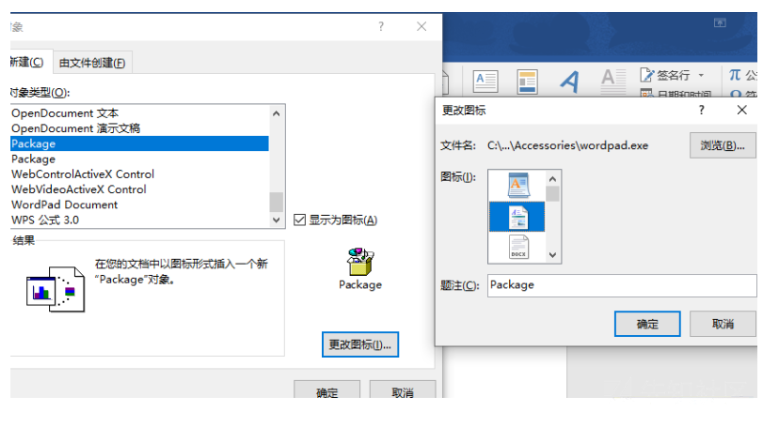 象
新建(C) 由文件创建(F)
对象类型(O):
OpenDocument 文本
OpenDocument 演示文稿
Package
Package
WebControlActiveX Control
WebVideoActiveX Control
WordPad Document
WPS 公式 3.0
显示为图标(A)
结果
在您的文档中以图标形式插入一个新
“Package”对象。
Package
更改图标(I)...
确定 取消
A A 签名行 π 公
日期和时间
更改图标
文件名: C:\...\Accessories\wordpad.exe 浏览(B)...
图标(I):
DOCX
题注(C): Package
确定 取消